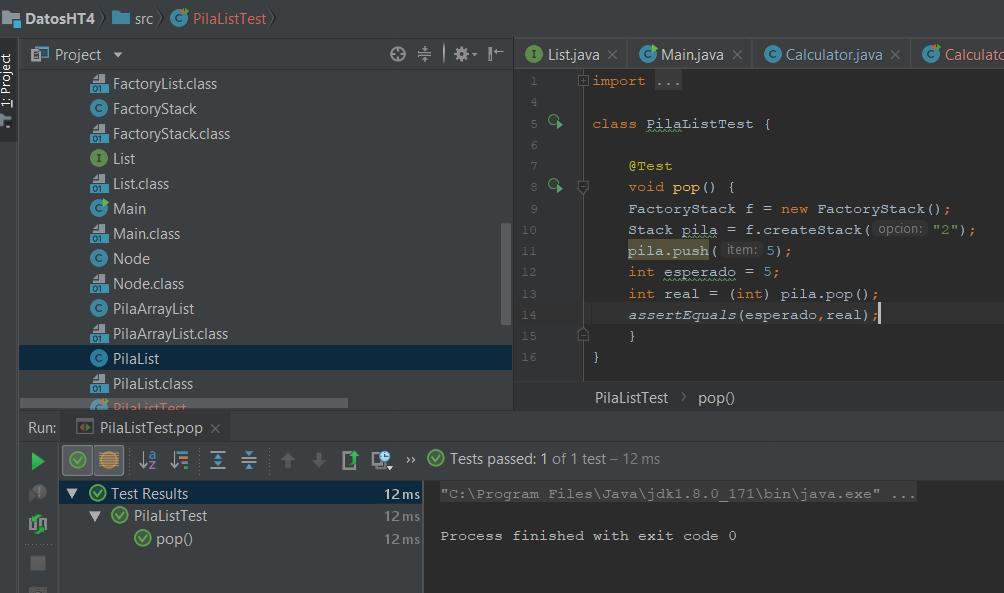 DatosHT4 src PilaListTest
1: Project
Project
FactoryList.class
FactoryStack
FactoryStack.class
List
List.class
Main
Main.class
Node
Node.class
PilaArrayList
PilaArrayList.class
PilaList
PilaList.class
PilaListTest
List.java Main.java Calculator.java Calculato
1 import ...
4
5 class PilaListTest {
6
7 @Test
8 void pop() {
9 FactoryStack f = new FactoryStack();
10 Stack pila = f.createStack( opcion: "2");
11 pila.push( item: 5);
12 int esperado = 5;
13 int real = (int) pila.pop();
14 assertEquals(esperado,real);
15 }
16 }
PilaListTest > pop()
Run: PilaListTest.pop
» Tests passed: 1 of 1 test – 12 ms
Test Results 12 ms
PilaListTest 12 ms
pop() 12 ms
"C:\Program Files\Java\jdk1.8.0_171\bin\java.exe" ...
Process finished with exit code 0